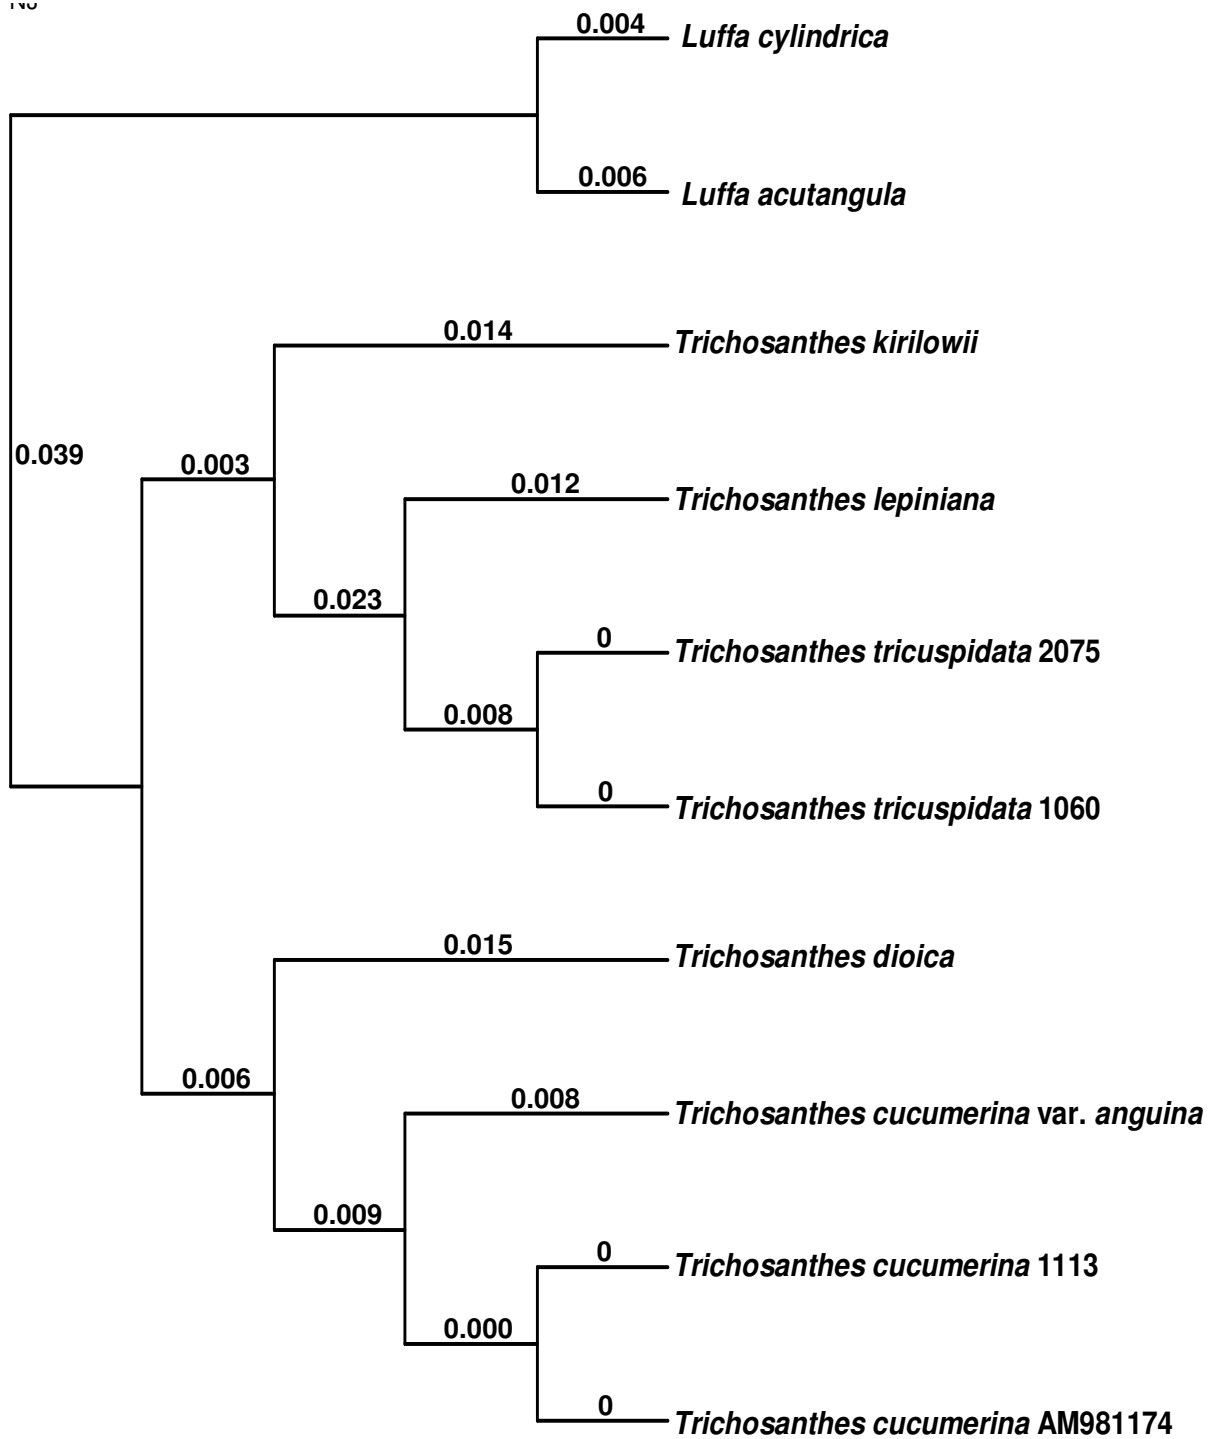 0.004
Luffa cylindrica
0.006
Luffa acutangula
0.014
Trichosanthes kirilowii
0.039
0.003
0.012
Trichosanthes lepiniana
0.023
0
Trichosanthes tricuspidata 2075
0.008
0
Trichosanthes tricuspidata 1060
0.015
Trichosanthes dioica
0.006
0.008
Trichosanthes cucumerina var. anguina
0.009
0
Trichosanthes cucumerina 1113
0.000
0
Trichosanthes cucumerina AM981174